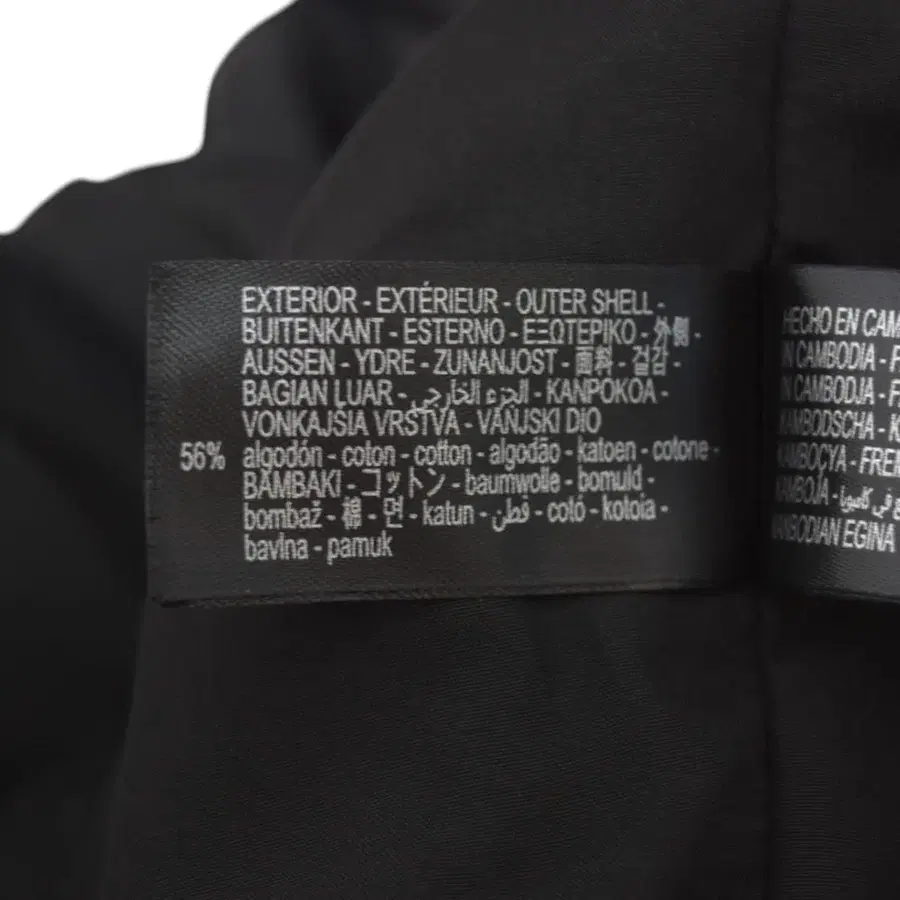 EXTERIOR - EXTÉRIEUR - OUTER SHELL -
BUITENKANT - ESTERNO - ΕΞΩΤΕΡΙΚΟ - 外側 -
AUSSEN - YDRE - ZUNANJOST - 面料 - 겉감 -
BAGIAN LUAR - الجزء الخارجي - KANPOKOA -
VONKAJŠIA VRSTVA - VANJSKI DIO
56% algodón - coton - cotton - algodão - katoen - cotone -
BAMBAKI - コットン - baumwolle - bomuld -
bombaž - 棉 - 면 - katun - قطن - cotó - kotoia -
bavlna - pamuk
HECHO EN CAM
IN CAMBODIA - F
IN CAMBODJA - F
KAMBODSCHA - K
KAMBOÇYA - FREM
KAMBOJA -
KAMBODIAN EGINA